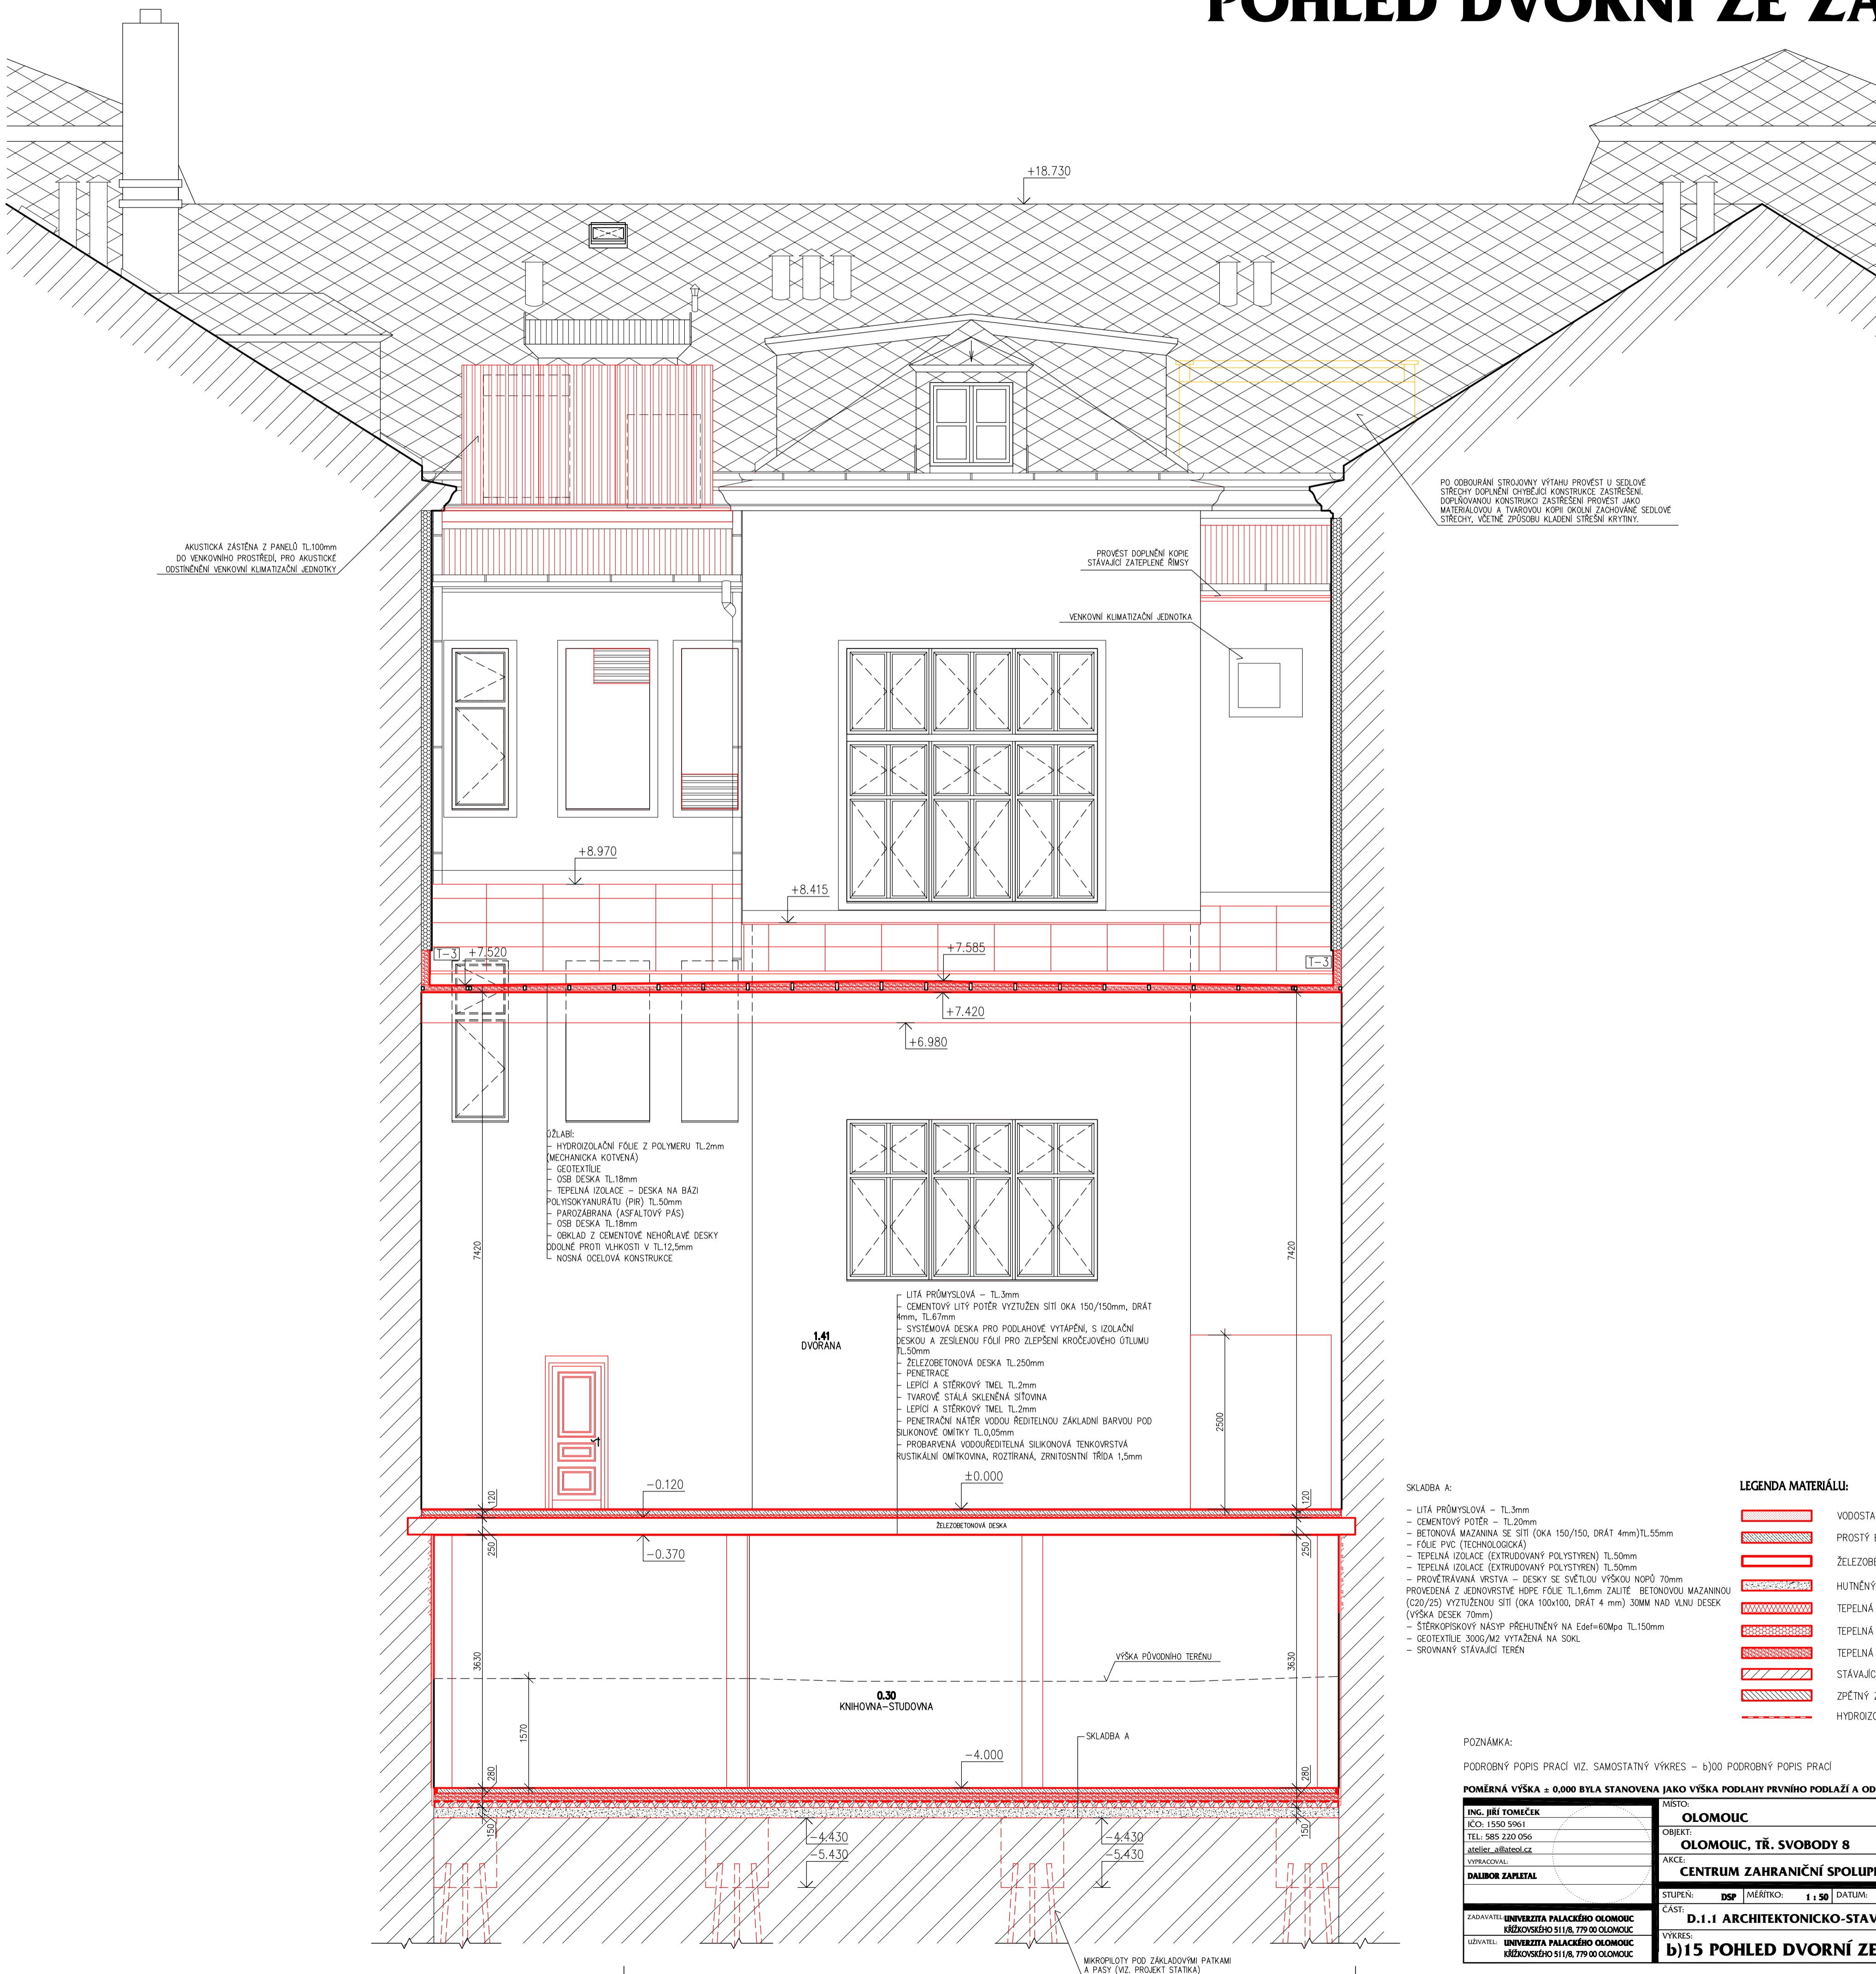 POHLED DVORNÍ ZE ZÁ
+18.730
PO ODBOURÁNÍ STROJOVNY VÝTAHU PROVÉST U SEDLOVÉ
STŘECHY DOPLNĚNÍ CHYBĚJÍCÍ KONSTRUKCE ZASTŘEŠENÍ.
DOPLŇOVANOU KONSTRUKCI ZASTŘEŠENÍ PROVÉST JAKO
MATERIÁLOVOU A TVAROVOU KOPII OKOLNÍ ZACHOVÁNÉ SEDLOVÉ
STŘECHY, VČETNĚ ZPŮSOBU KLADENÍ STŘEŠNÍ KRYTINY.
AKUSTICKÁ ZÁSTĚNA Z PANELŮ TL.100mm
DO VENKOVNÍHO PROSTŘEDÍ, PRO AKUSTICKÉ
ODSTÍNĚNĚNÍ VENKOVNÍ KLIMATIZAČNÍ JEDNOTKY
PROVÉST DOPLNĚNÍ KOPIE
STÁVAJÍCÍ ZATEPLENÉ ŘÍMSY
VENKOVNÍ KLIMATIZAČNÍ JEDNOTKA
+8.970
+8.415
T-3
+7.520
+7.585
T-3
+7.420
+6.980
ÚŽLABÍ:
- HYDROIZOLAČNÍ FÓLIE Z POLYMERU TL.2mm
(MECHANICKA KOTVENÁ)
- GEOTEXTÍLIE
- OSB DESKA TL.18mm
- TEPELNÁ IZOLACE - DESKA NA BÁZI
POLYISOKYANURÁTU (PIR) TL.50mm
- PAROZÁBRANA (ASFALTOVÝ PÁS)
- OSB DESKA TL.18mm
- OBKLAD Z CEMENTOVÉ NEHOŘLAVÉ DESKY
ODOLNÉ PROTI VLHKOSTI V TL.12,5mm
- NOSNÁ OCELOVÁ KONSTRUKCE
7420
7420
- LITÁ PRŮMYSLOVÁ - TL.3mm
- CEMENTOVÝ LITÝ POTĚR VYZTUŽEN SÍTÍ OKA 150/150mm, DRÁT
4mm, TL.67mm
- SYSTÉMOVÁ DESKA PRO PODLAHOVÉ VYTÁPĚNÍ, S IZOLAČNÍ
DESKOU A ZESÍLENOU FÓLIÍ PRO ZLEPŠENÍ KROČEJOVÉHO ÚTLUMU
TL.50mm
- ŽELEZOBETONOVÁ DESKA TL.250mm
- PENETRACE
- LEPÍCÍ A STĚRKOVÝ TMEL TL.2mm
- TVAROVĚ STÁLÁ SKLENĚNÁ SÍŤOVINA
- LEPÍCÍ A STĚRKOVÝ TMEL TL.2mm
- PENETRAČNÍ NÁTĚR VODOU ŘEDITELNOU ZÁKLADNÍ BARVOU POD
SILIKONOVÉ OMÍTKY TL.0,05mm
- PROBARVENÁ VODOUŘEDITELNÁ SILIKONOVÁ TENKOVRSTVÁ
RUSTIKÁLNÍ OMÍTKOVINA, ROZTÍRANÁ, ZRNITOSNTNÍ TŘÍDA 1,5mm
1.41
DVORANA
2500
120
-0.120
±0.000
120
ŽELEZOBETONOVÁ DESKA
250
-0.370
250
SKLADBA A:
- LITÁ PRŮMYSLOVÁ - TL.3mm
- CEMENTOVÝ POTĚR - TL.20mm
- BETONOVÁ MAZANINA SE SÍTÍ (OKA 150/150, DRÁT 4mm)TL.55mm
- FÓLIE PVC (TECHNOLOGICKÁ)
- TEPELNÁ IZOLACE (EXTRUDOVANÝ POLYSTYREN) TL.50mm
- TEPELNÁ IZOLACE (EXTRUDOVANÝ POLYSTYREN) TL.50mm
- PROVĚTRÁVANÁ VRSTVA - DESKY SE SVĚTLOU VÝŠKOU NOPŮ 70mm
PROVEDENÁ Z JEDNOVRSTVÉ HDPE FÓLIE TL.1,6mm ZALITÉ BETONOVOU MAZANINOU
(C20/25) VYZTUŽENOU SÍTÍ (OKA 100x100, DRÁT 4 mm) 30MM NAD VLNU DESEK
(VÝŠKA DESEK 70mm)
- ŠTĚRKOPÍSKOVÝ NÁSYP PŘEHUTNĚNÝ NA Edef=60Mpa TL.150mm
- GEOTEXTÍLIE 300G/M2 VYTAŽENÁ NA SOKL
- SROVNANÝ STÁVAJÍCÍ TERÉN
LEGENDA MATERIÁLU:
VODOSTA
PROSTÝ
ŽELEZOB
HUTNĚNÝ
TEPELNÁ
TEPELNÁ
TEPELNÁ
STÁVAJÍC
ZPĚTNÝ
HYDROIZO
3630
3630
VÝŠKA PŮVODNÍHO TERÉNU
0.30
KNIHOVNA-STUDOVNA
1570
SKLADBA A
-4.000
280
280
150
150
-4.430
-5.430
-4.430
-5.430
MIKROPILOTY POD ZÁKLADOVÝMI PATKAMI
A PASY (VIZ. PROJEKT STATIKA)
POZNÁMKA:
PODROBNÝ POPIS PRACÍ VIZ. SAMOSTATNÝ VÝKRES - b)00 PODROBNÝ POPIS PRACÍ
POMĚRNÁ VÝŠKA ± 0,000 BYLA STANOVENA JAKO VÝŠKA PODLAHY PRVNÍHO PODLAŽÍ A OD
ING. JIŘÍ TOMEČEK
IČO: 1550 5961
TEL: 585 220 056
atelier_a@ateol.cz
VYPRACOVAL:
DALIBOR ZAPLETAL
ZADAVATEL: UNIVERZITA PALACKÉHO OLOMOUC
KŘÍŽKOVSKÉHO 511/8, 779 00 OLOMOUC
UŽIVATEL: UNIVERZITA PALACKÉHO OLOMOUC
KŘÍŽKOVSKÉHO 511/8, 779 00 OLOMOUC
MÍSTO:
OLOMOUC
OBJEKT:
OLOMOUC, TŘ. SVOBODY 8
AKCE:
CENTRUM ZAHRANIČNÍ SPOLUP
STUPEŇ: DSP MĚŘÍTKO: 1 : 50 DATUM:
ČÁST:
D.1.1 ARCHITEKTONICKO-STAV
VÝKRES:
b)15 POHLED DVORNÍ ZE